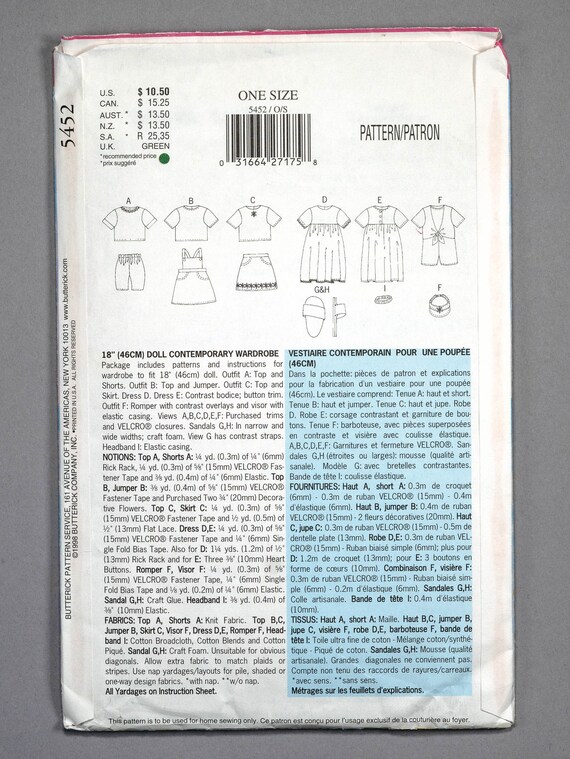 5452
U.S. $ 10.50
CAN. $ 15.25
AUST.* $ 13.50
N.Z. * $ 13.50
S.A. * R 25,35
U.K. GREEN
*recommended price
*prix suggéré
ONE SIZE
5452 / O/S
0 31664 27175 8
PATTERN/PATRON
A B C D E F
G&H I F
BUTTERICK PATTERN SERVICE, 161 AVENUE OF THE AMERICAS, NEW YORK, NEW YORK 10013 www.butterick.com
©1998 BUTTERICK COMPANY, INC. •PRINTED IN U.S.A. ALL RIGHTS RESERVED
18" (46CM) DOLL CONTEMPORARY WARDROBE
Package includes patterns and instructions for
wardrobe to fit 18" (46cm) doll. Outfit A: Top and
Shorts. Outfit B: Top and Jumper. Outfit C: Top and
Skirt. Dress D. Dress E: Contrast bodice; button trim.
Outfit F: Romper with contrast overlays and visor with
elastic casing. Views A,B,C,D,E,F: Purchased trims
and VELCRO® closures. Sandals G,H: In narrow and
wide widths; craft foam. View G has contrast straps.
Headband I: Elastic casing.
NOTIONS: Top A, Shorts A: ¼ yd. (0.3m) of ¼" (6mm)
Rick Rack, ¼ yd. (0.3m) of ⅝" (15mm) VELCRO® Fas-
tener Tape and ⅜ yd. (0.4m) of ¼" (6mm) Elastic. Top
B, Jumper B: ⅜ yd. (0.4m) of ⅝" (15mm) VELCRO®
Fastener Tape and Purchased Two ¾" (20mm) Decora-
tive Flowers. Top C, Skirt C: ¼ yd. (0.3m) of ⅝"
(15mm) VELCRO® Fastener Tape and ½ yd. (0.5m) of
½" (13mm) Flat Lace. Dress D,E: ¼ yd. (0.3m) of ⅝"
(15mm) VELCRO® Fastener Tape and ¼" (6mm) Sin-
gle Fold Bias Tape. Also for D: 1¼ yds. (1.2m) of ½"
(13mm) Rick Rack and for E: Three ⅜" (10mm) Heart
Buttons. Romper F, Visor F: ¼ yd. (0.3m) of ⅝"
(15mm) VELCRO® Fastener Tape, ¼" (6mm) Single
Fold Bias Tape and ⅛ yd. (0.2m) of ¼" (6mm) Elastic.
Sandal G,H: Craft Glue. Headband I: ⅜ yd. (0.4m) of
⅜" (10mm) Elastic.
FABRICS: Top A, Shorts A: Knit Fabric. Top B,C,
Jumper B, Skirt C, Visor F, Dress D,E, Romper F, Head-
band I: Cotton Broadcloth, Cotton Blends and Cotton
Piqué. Sandal G,H: Craft Foam. Unsuitable for obvious
diagonals. Allow extra fabric to match plaids or
stripes. Use nap yardages/layouts for pile, shaded or
one-way design fabrics. *with nap. **w/o nap.
All Yardages on Instruction Sheet.
VESTIAIRE CONTEMPORAIN POUR UNE POUPÉE
(46CM)
Dans la pochette: pièces de patron et explications
pour la fabrication d'un vestiaire pour une poupée
(46cm). Le vestiaire comprend: Tenue A: haut et short.
Tenue B: haut et jumper. Tenue C: haut et jupe. Robe
D. Robe E: corsage contrastant et garniture de bou-
tons. Tenue F: barboteuse, avec pièces superposées
en contraste et visière avec coulisse élastique.
A,B,C,D,E,F: Garnitures et fermeture VELCRO®. San-
dales G,H (étroites ou larges): mousse (qualité arti-
sanale). Modèle G: avec bretelles contrastantes.
Bande de tête I: coulisse élastique.
FOURNITURES: Haut A, short A: 0.3m de croquet
(6mm) - 0.3m de ruban VELCRO® (15mm) - 0.4m
d'élastique (6mm). Haut B, jumper B: 0.4m de ruban
VELCRO® (15mm) - 2 fleurs décoratives (20mm). Haut
C, jupe C: 0.3m de ruban VELCRO® (15mm) - 0.5m de
dentelle plate (13mm). Robe D,E: 0.3m de ruban
VELCRO® (15mm) - Ruban biaisé simple (6mm); plus pour
D: 1.2m de croquet (13mm); pour E: 3 boutons en
forme de cœurs (10mm). Combinaison F, visière F:
0.3m de ruban VELCRO® (15mm) - Ruban biaisé sim-
ple (6mm) - 0.2m d'élastique (6mm). Sandales G,H:
Colle artisanale. Bande de tête I: 0.4m d'élastique
(10mm).
TISSUS: Haut A, short A: Maille. Haut B,C, jumper B,
jupe C, visière F, robe D,E, barboteuse F, bande de
tête I: Toile ultra fine de coton - Mélange coton/synthé-
tique - Piqué de coton. Sandales G,H: Mousse (qualité
artisanale). Grandes diagonales ne conviennent pas.
Compte non tenu des raccords de rayures/carreaux.
*avec sens. **sans sens.
Métrages sur les feuillets d'explications.
This pattern is to be used for home sewing only. Ce patron est conçu pour l'usage exclusif de la couturière au foyer.